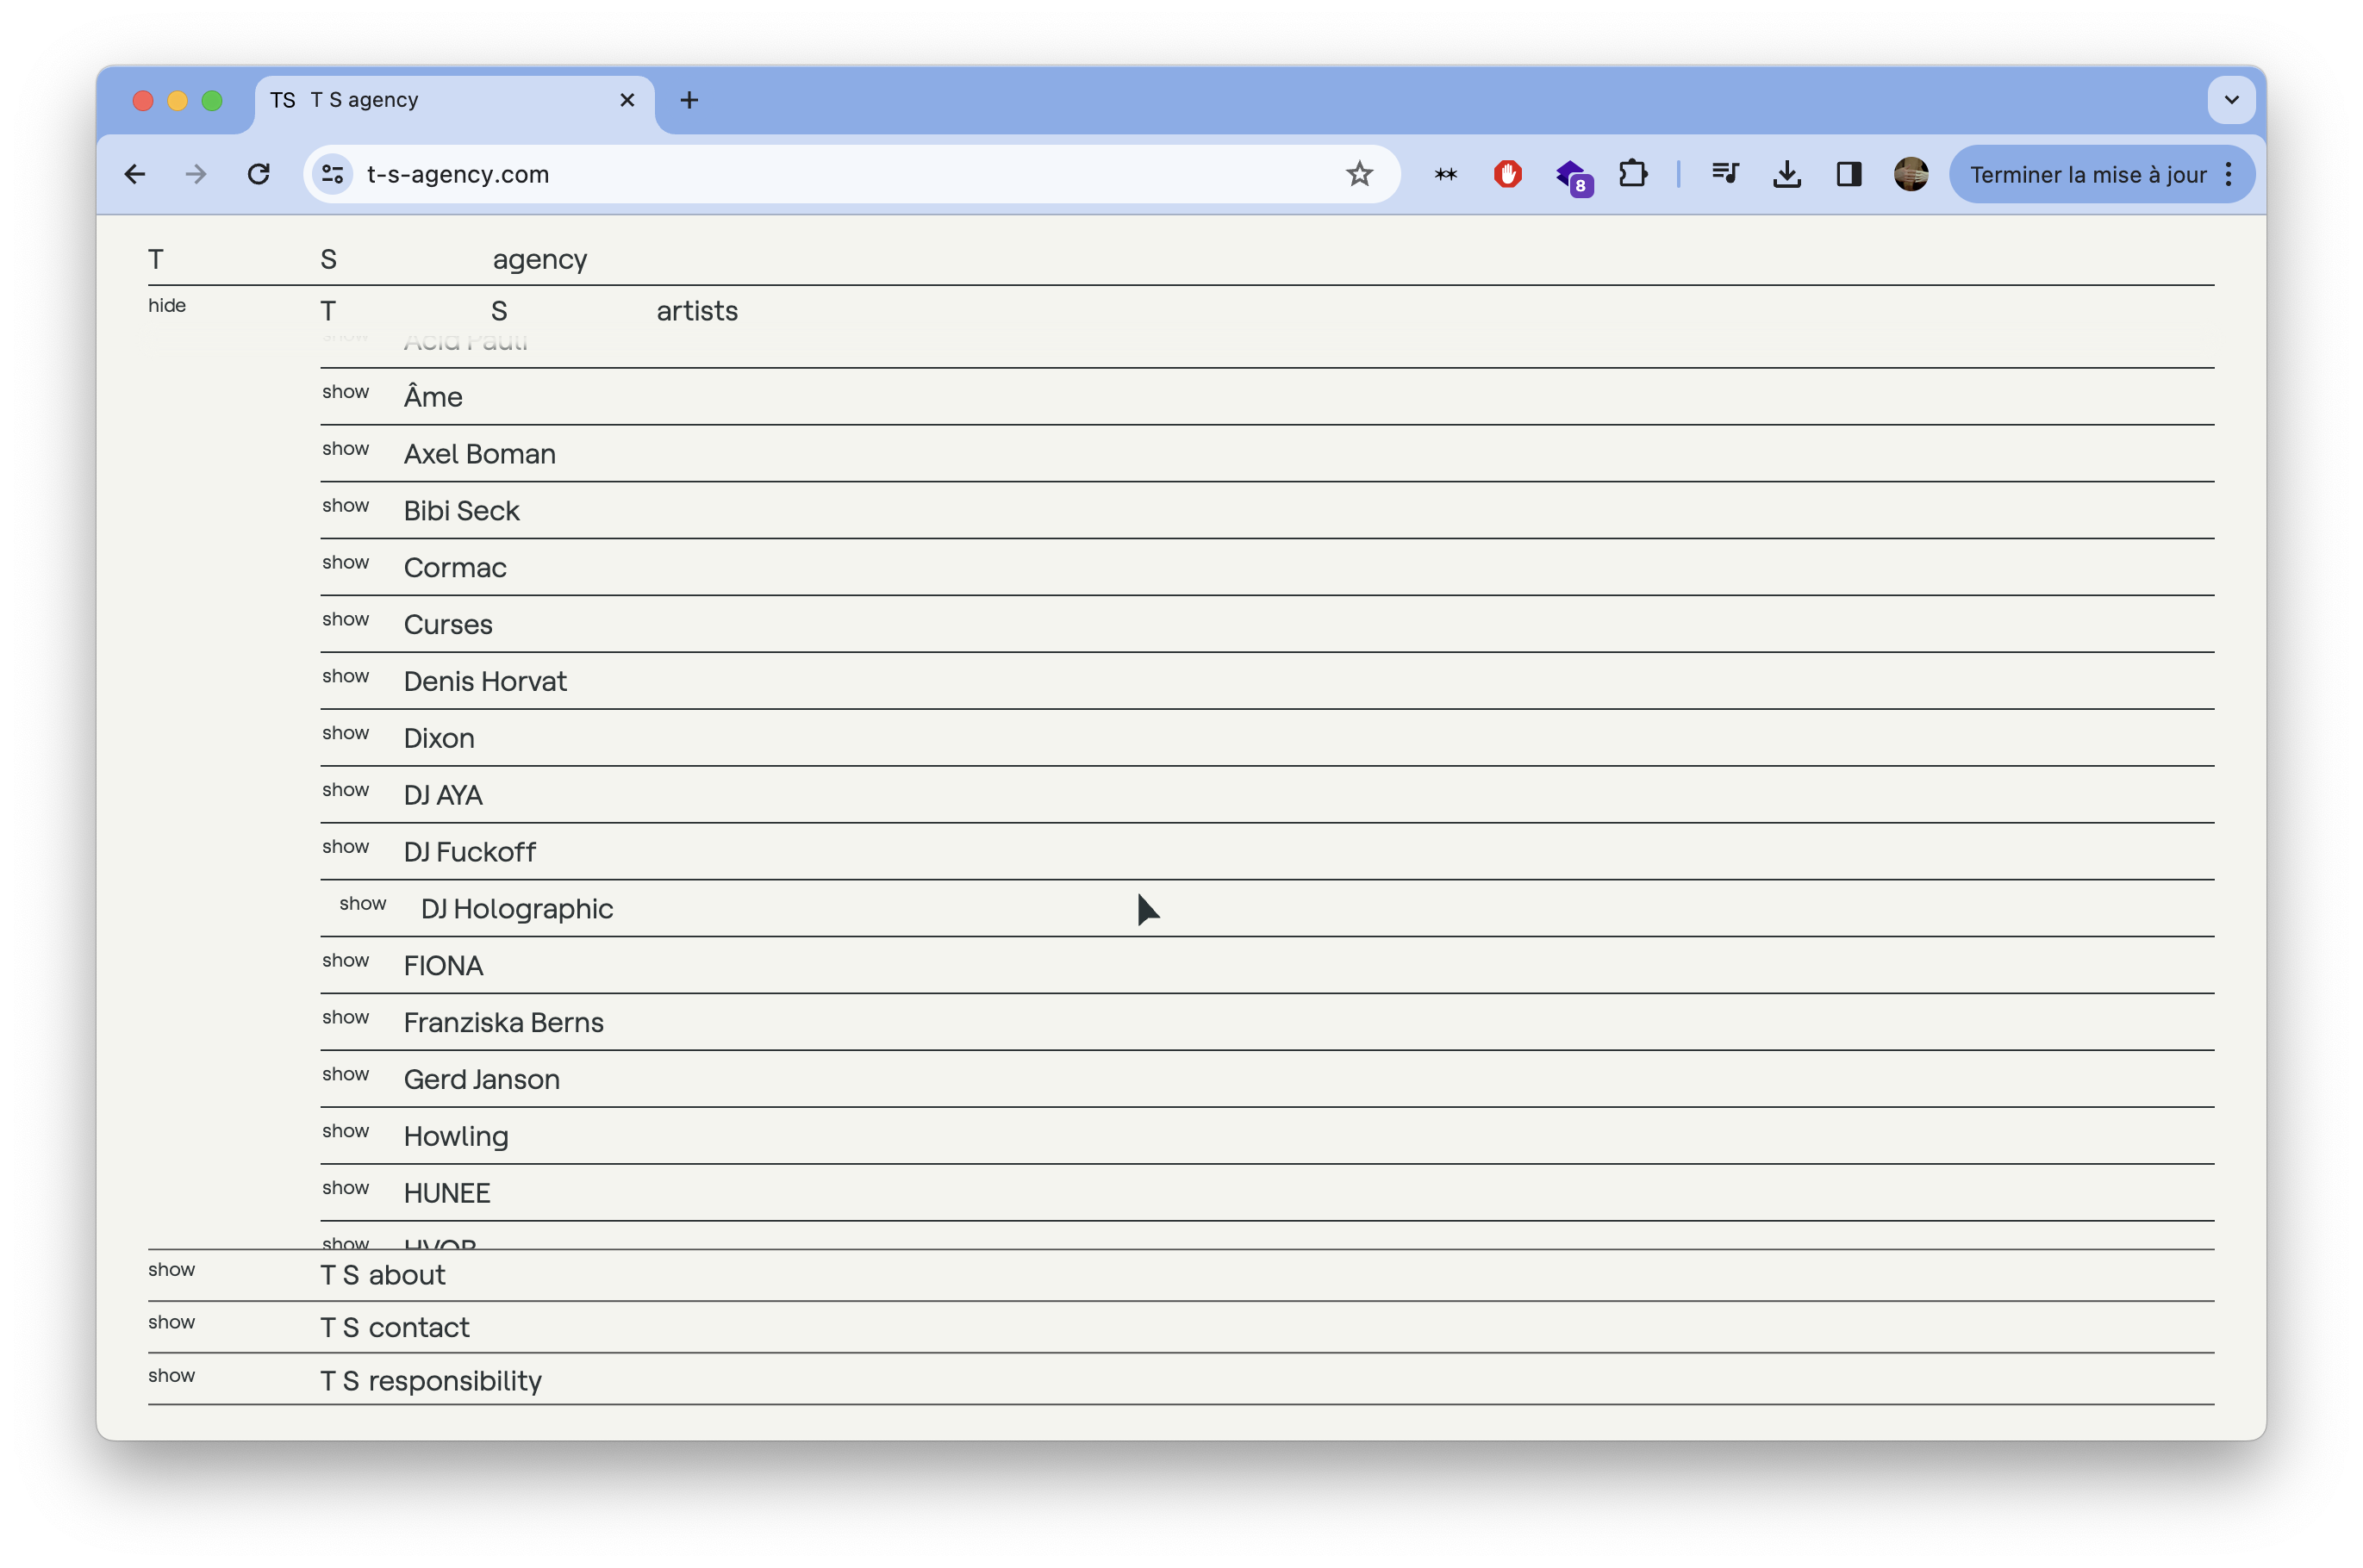 TS T S agency
t-s-agency.com
8
Terminer la mise à jour
T S agency
hide T S artists
show Acid Pauli
show Âme
show Axel Boman
show Bibi Seck
show Cormac
show Curses
show Denis Horvat
show Dixon
show DJ AYA
show DJ Fuckoff
show DJ Holographic
show FIONA
show Franziska Berns
show Gerd Janson
show Howling
show HUNEE
show HVOB
show T S about
show T S contact
show T S responsibility